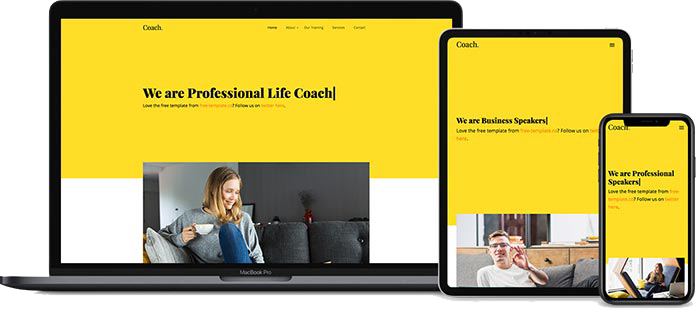 Coach.
Home About Our Training Services Contact
We are Professional Life Coach|
Love the free template from free-template.co? Follow us on twitter here.
MacBook Pro
Coach.
We are Business Speakers|
Love the free template from free-template.co? Follow us on twitter
here.
Coach.
We are Professional
Speakers|
Love the free template from free-
template.co? Follow us on twitter
here.